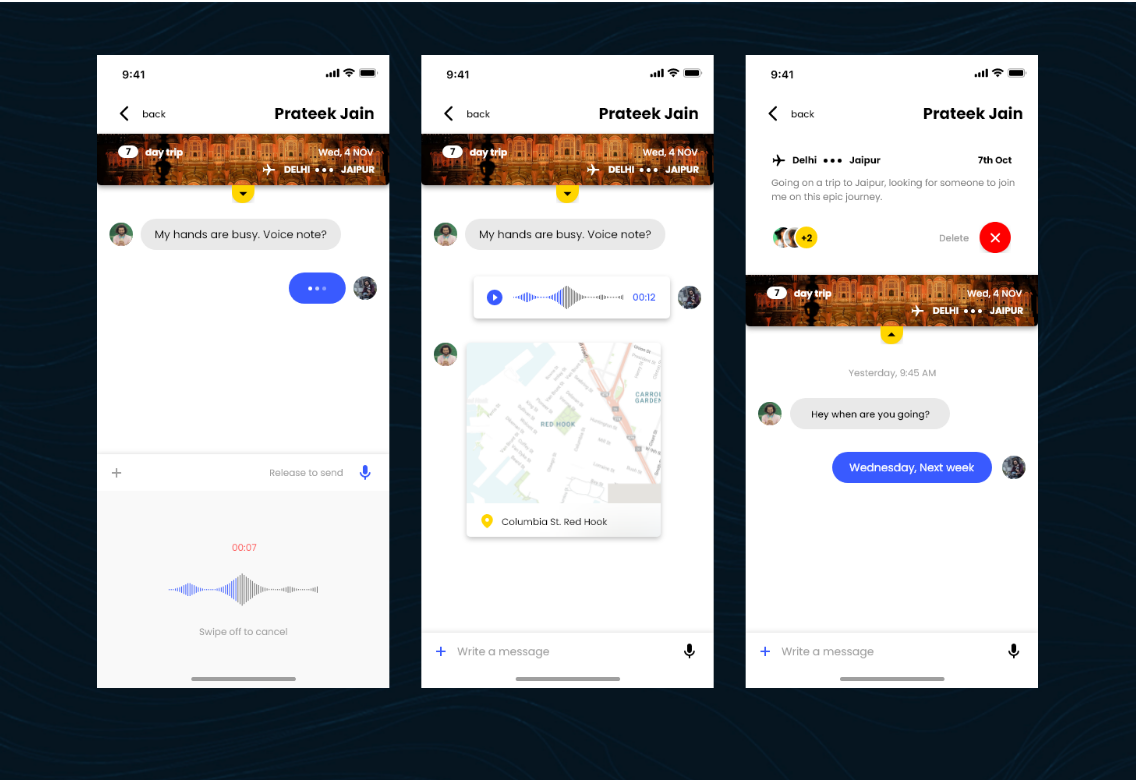 9:41
back
Prateek Jain
7 day trip
Wed, 4 NOV
DELHI ••• JAIPUR
My hands are busy. Voice note?
Release to send
00:07
Swipe off to cancel
9:41
back
Prateek Jain
7 day trip
Wed, 4 NOV
DELHI ••• JAIPUR
My hands are busy. Voice note?
00:12
CARROL
GARDEN
RED HOOK
Columbia St. Red Hook
+ Write a message
9:41
back
Prateek Jain
Delhi ••• Jaipur
7th Oct
Going on a trip to Jaipur, looking for someone to join
me on this epic journey.
+2
Delete
7 day trip
Wed, 4 NOV
DELHI ••• JAIPUR
Yesterday, 9:45 AM
Hey when are you going?
Wednesday, Next week
+ Write a message